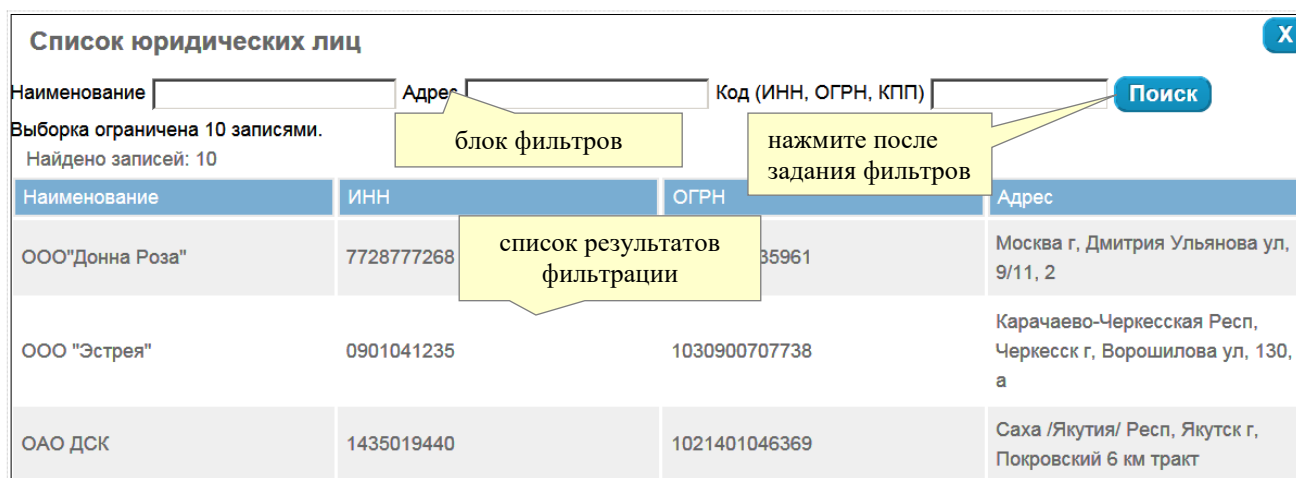 Список юридических лиц
X
Наименование Адрес Код (ИНН, ОГРН, КПП) Поиск
Выборка ограничена 10 записями.
блок фильтров
нажмите после
задания фильтров
Найдено записей: 10
Наименование ИНН ОГРН Адрес
список результатов
фильтрации
ООО"Донна Роза" 7728777268 35961 Москва г, Дмитрия Ульянова ул,
9/11, 2
ООО "Эстрея" 0901041235 1030900707738 Карачаево-Черкесская Респ,
Черкесск г, Ворошилова ул, 130,
а
ОАО ДСК 1435019440 1021401046369 Саха /Якутия/ Респ, Якутск г,
Покровский 6 км тракт